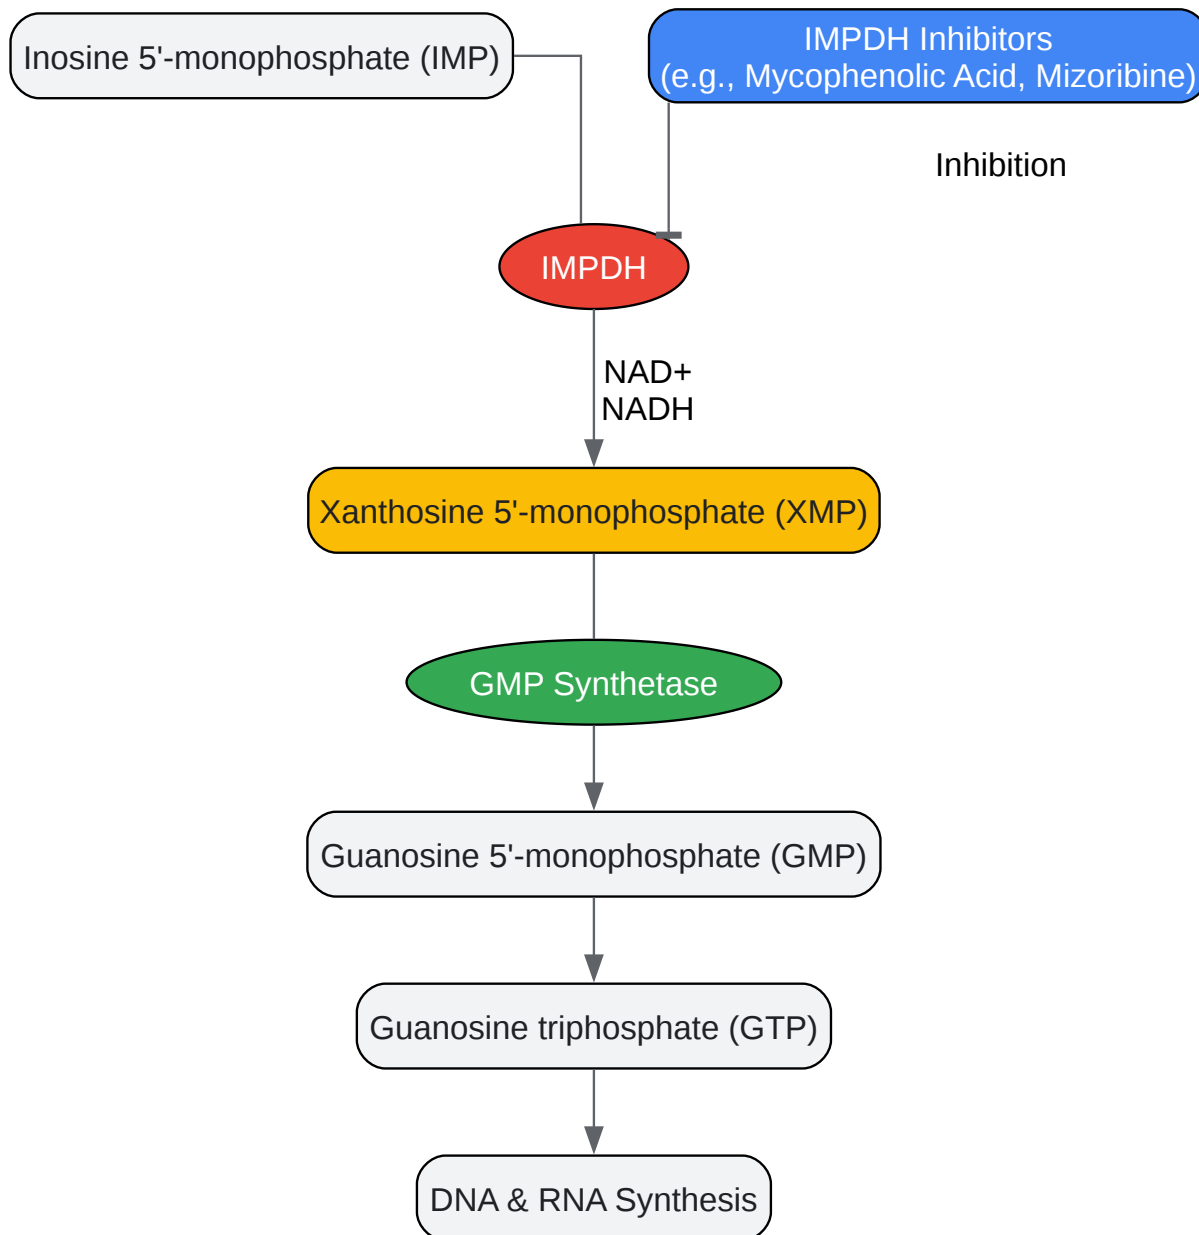 Inosine 5'-monophosphate (IMP)
IMPDH Inhibitors
(e.g., Mycophenolic Acid, Mizoribine)
Inhibition
IMPDH
NAD+
NADH
Xanthosine 5'-monophosphate (XMP)
GMP Synthetase
Guanosine 5'-monophosphate (GMP)
Guanosine triphosphate (GTP)
DNA & RNA Synthesis